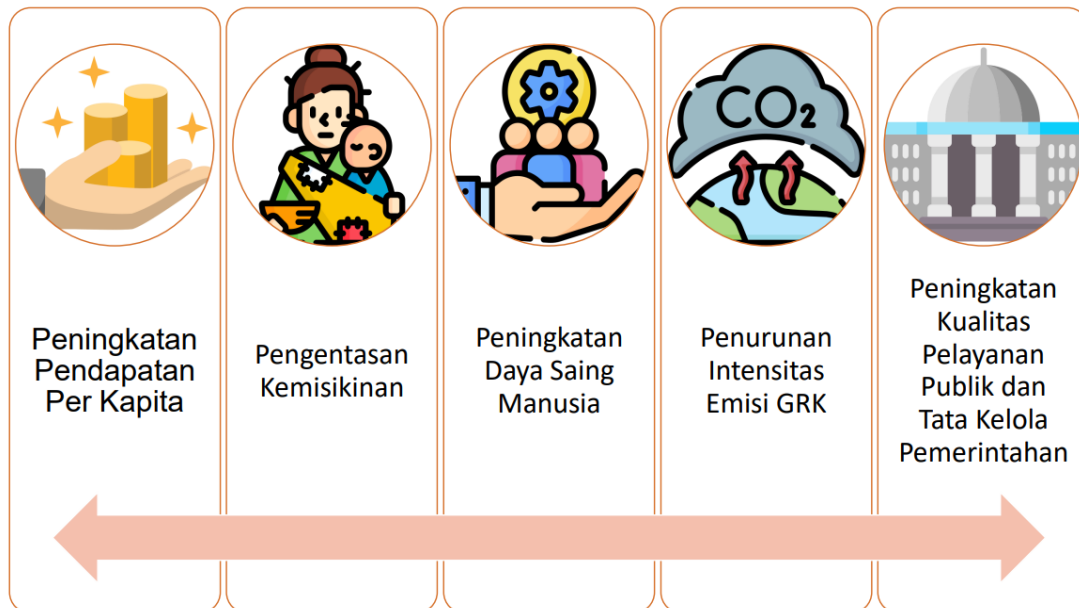 CO2
Peningkatan
Pendapatan
Per Kapita
Pengentasan
Kemisikinan
Peningkatan
Daya Saing
Manusia
Penurunan
Intensitas
Emisi GRK
Peningkatan
Kualitas
Pelayanan
Publik dan
Tata Kelola
Pemerintahan